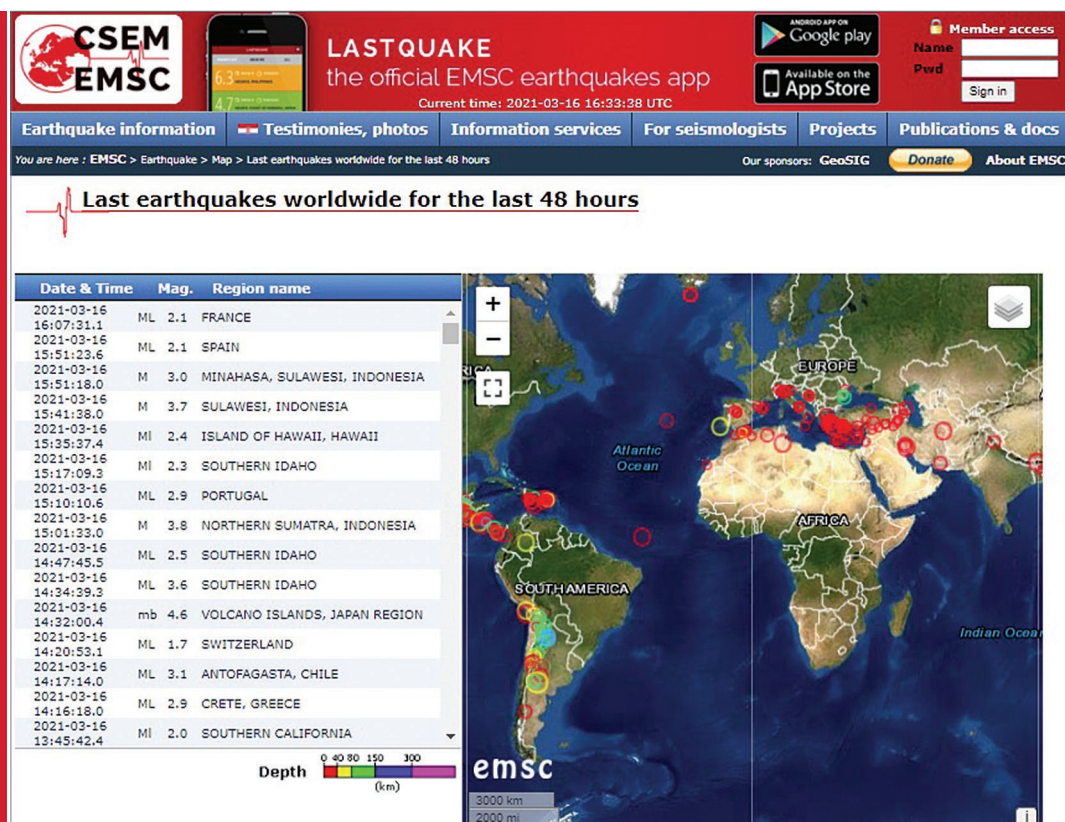 CSEM
EMSC
LASTQUAKE
the official EMSC earthquakes app
Current time: 2021-03-16 16:33:38 UTC
ANDROID APP ON
Google play
Available on the
App Store
Member access
Name
Pwd
Sign in
Earthquake information
Testimonies, photos
Information services
For seismologists
Projects
Publications & docs
You are here : EMSC > Earthquake > Map > Last earthquakes worldwide for the last 48 hours
Our sponsors: GeoSIG
Donate
About EMSC
Last earthquakes worldwide for the last 48 hours
Date & Time Mag. Region name
2021-03-16
16:07:31.1 ML 2.1 FRANCE
2021-03-16
15:51:23.6 ML 2.1 SPAIN
2021-03-16
15:51:18.0 M 3.0 MINAHASA, SULAWESI, INDONESIA
2021-03-16
15:41:38.0 M 3.7 SULAWESI, INDONESIA
2021-03-16
15:35:37.4 Ml 2.4 ISLAND OF HAWAII, HAWAII
2021-03-16
15:17:09.3 Ml 2.3 SOUTHERN IDAHO
2021-03-16
15:10:10.6 ML 2.9 PORTUGAL
2021-03-16
15:01:33.0 M 3.8 NORTHERN SUMATRA, INDONESIA
2021-03-16
14:47:45.5 ML 2.5 SOUTHERN IDAHO
2021-03-16
14:34:39.3 ML 3.6 SOUTHERN IDAHO
2021-03-16
14:32:00.4 mb 4.6 VOLCANO ISLANDS, JAPAN REGION
2021-03-16
14:20:53.1 ML 1.7 SWITZERLAND
2021-03-16
14:17:14.0 ML 3.1 ANTOFAGASTA, CHILE
2021-03-16
14:16:18.0 ML 2.9 CRETE, GREECE
2021-03-16
13:45:42.4 Ml 2.0 SOUTHERN CALIFORNIA
Depth
0 40 80 150 300
(km)
+
−
RICA
EUROPE
Atlantic
Ocean
AFRICA
SOUTH AMERICA
Indian Ocea
emsc
3000 km
2000 mi
i